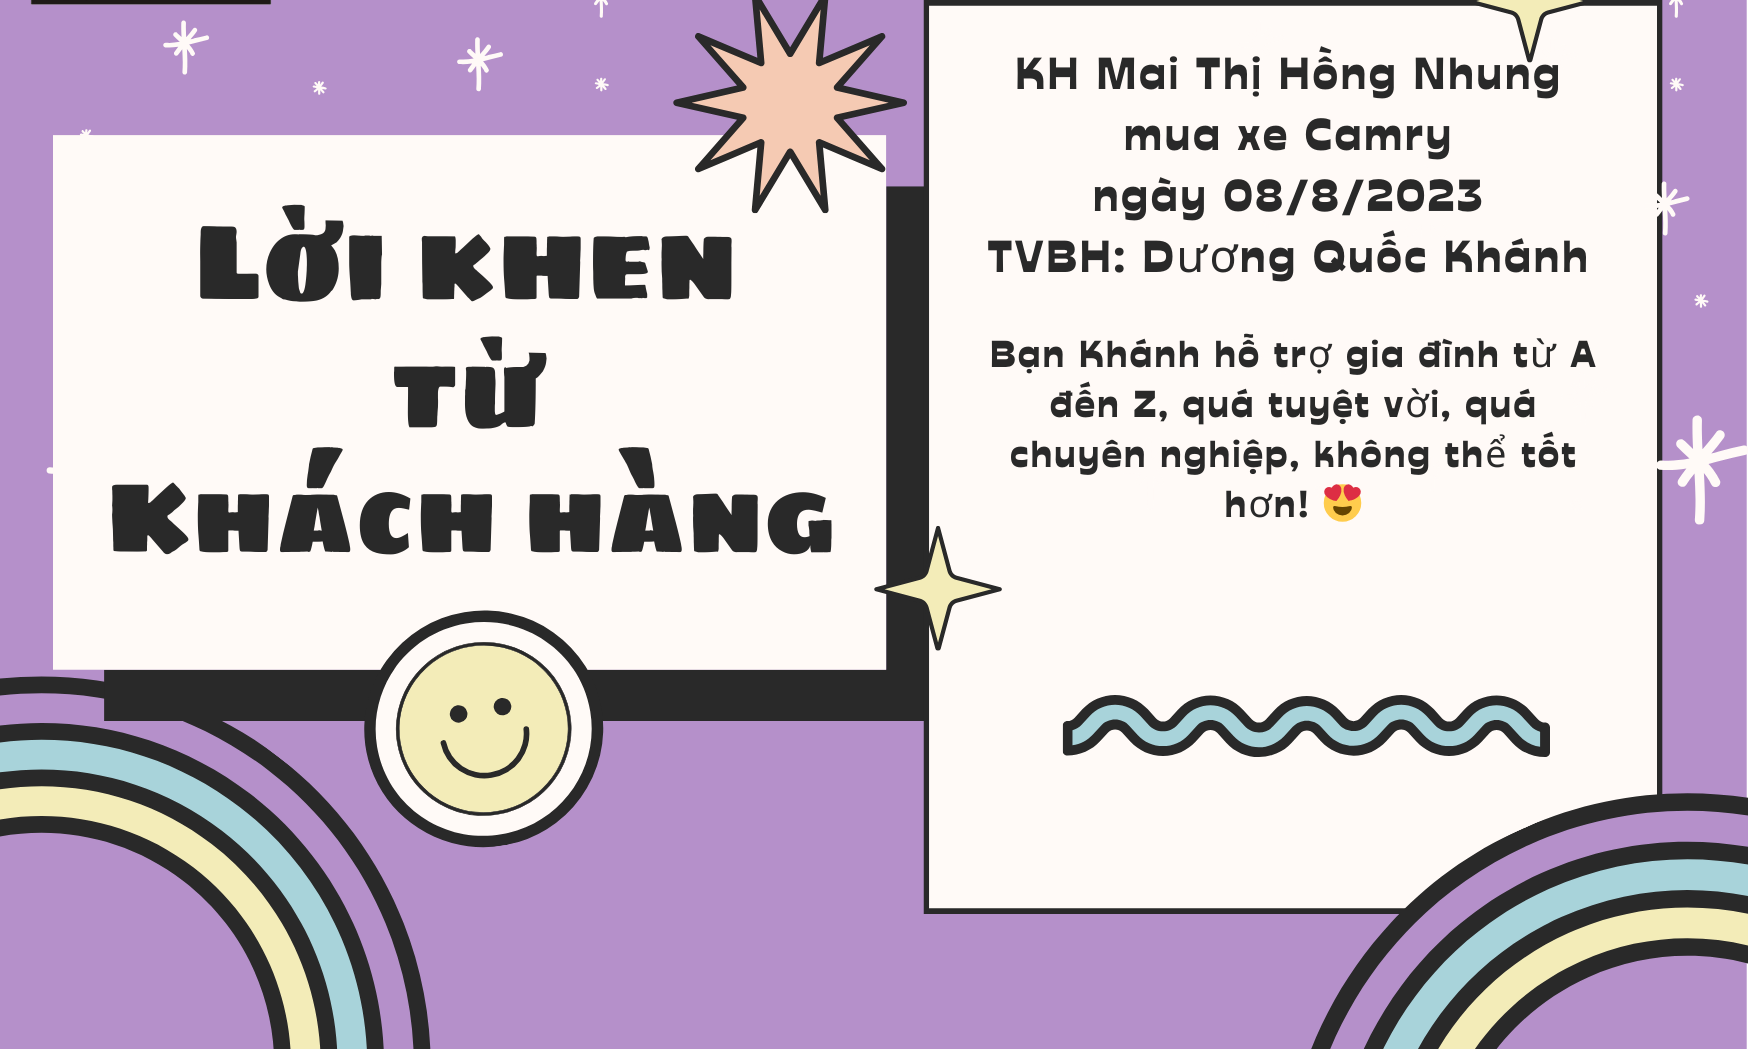 LỜI KHEN
TỪ
KHÁCH HÀNG
KH Mai Thị Hồng Nhung
mua xe Camry
ngày 08/8/2023
TVBH: Dương Quốc Khánh
Bạn Khánh hỗ trợ gia đình từ A
đến Z, quá tuyệt vời, quá
chuyên nghiệp, không thể tốt
hơn! 😍